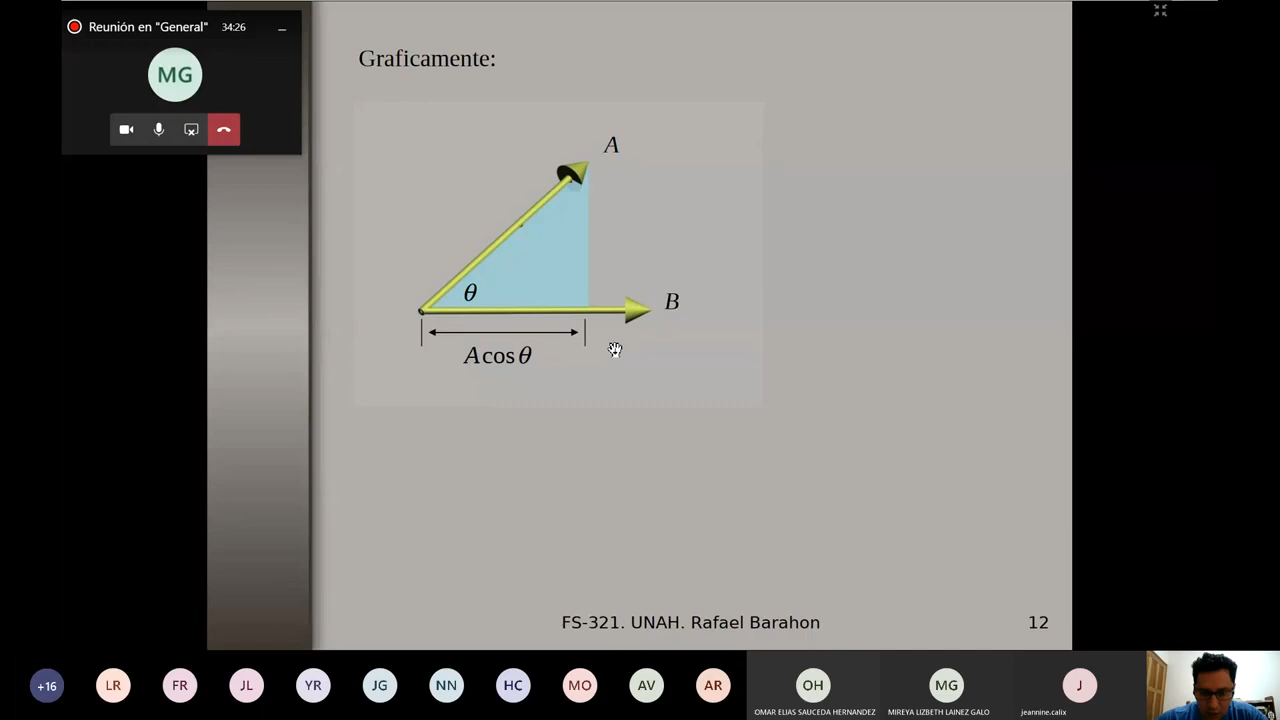 Reunión en "General" 34:26
MG
Graficamente:
A
θ
B
A cos θ
FS-321. UNAH. Rafael Barahon 12
+16 LR FR JL YR JG NN HC MO AV AR OH MG J
OMAR ELIAS SAUCEDA HERNANDEZ MIREYA LIZBETH LAINEZ GALO jeannine.calix